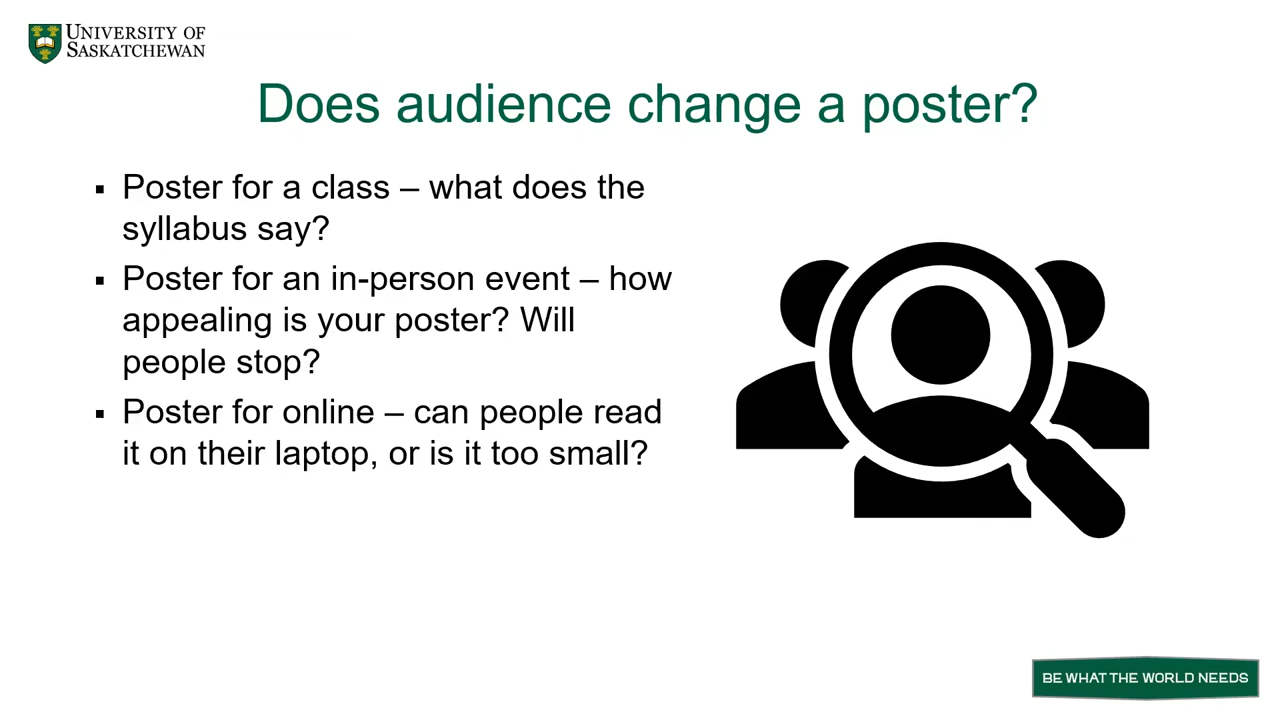 UNIVERSITY OF
SASKATCHEWAN
Does audience change a poster?
▪ Poster for a class – what does the
syllabus say?
▪ Poster for an in-person event – how
appealing is your poster? Will
people stop?
▪ Poster for online – can people read
it on their laptop, or is it too small?
BE WHAT THE WORLD NEEDS